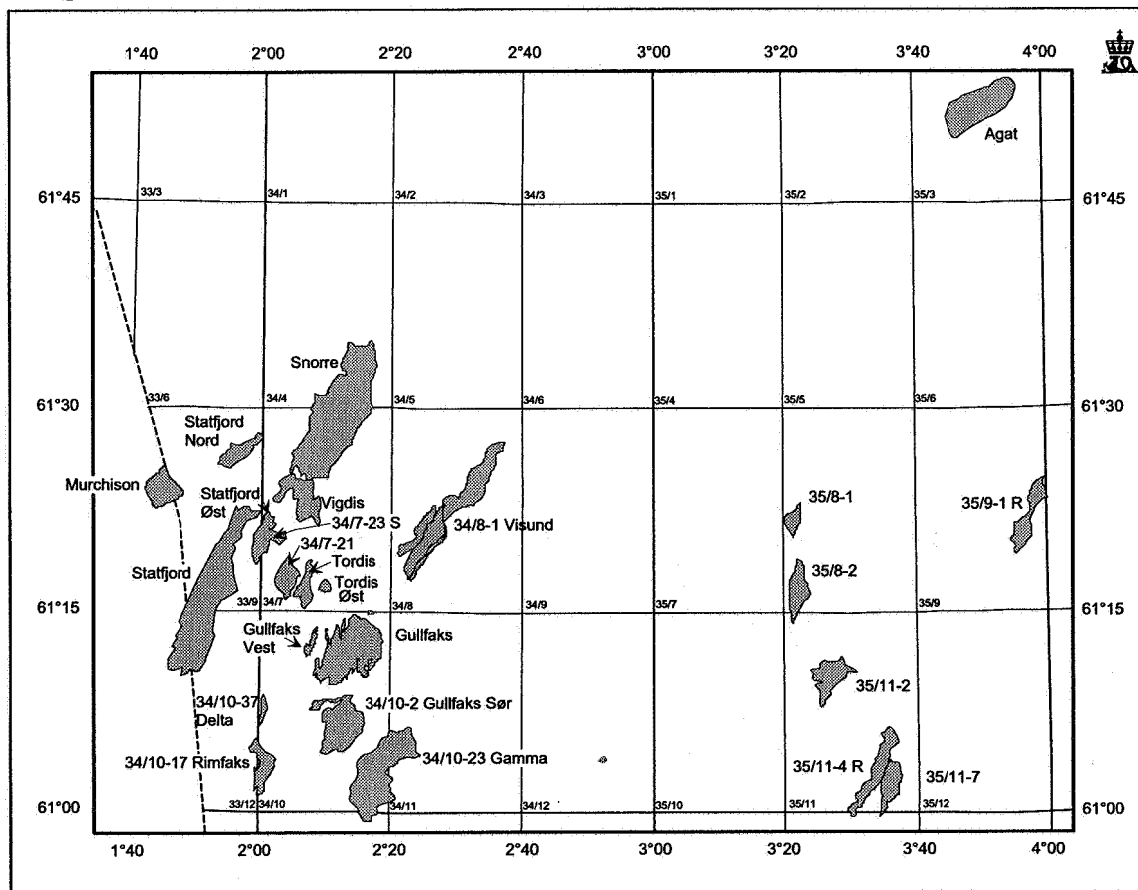 1°40 2°00 2°20 2°40 3°00 3°20 3°40 4°00
Agat
61°45 33/3 34/1 34/2 34/3 35/1 35/2 35/3 61°45
Snorre
61°30 33/6 34/4 34/5 34/6 35/4 35/5 35/6 61°30
Statfjord
Nord
Murchison
Statfjord
Øst
Vigdis
34/7-23 S
34/8-1 Visund
35/8-1
35/9-1 R
34/7-21
Statfjord
Tordis
35/8-2
Tordis
Øst
61°15 33/9 34/7 34/8 34/9 35/7 35/9 61°15
Gullfaks
Vest
Gullfaks
35/11-2
34/10-37
Delta
34/10-2 Gullfaks Sør
34/10-17 Rimfaks
34/10-23 Gamma
35/11-4 R
35/11-7
61°00 33/12 34/10 34/11 34/12 35/10 35/11 35/12 61°00
1°40 2°00 2°20 2°40 3°00 3°20 3°40 4°00